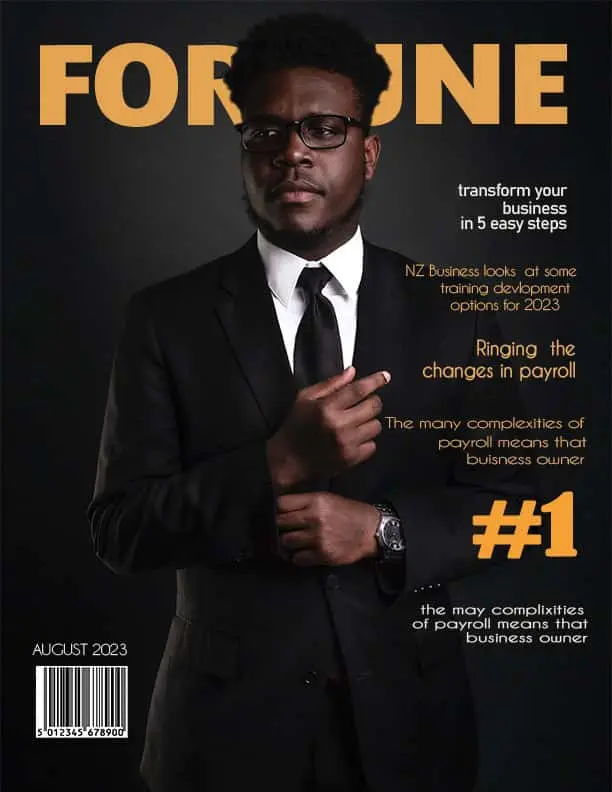 FORTUNE
transform your
business
in 5 easy steps
NZ Business looks at some
training devlopment
options for 2023
Ringing the
changes in payroll
The many complexities of
payroll means that
buisness owner
#1
the may complixities
of payroll means that
business owner
AUGUST 2023
5 012345 678900